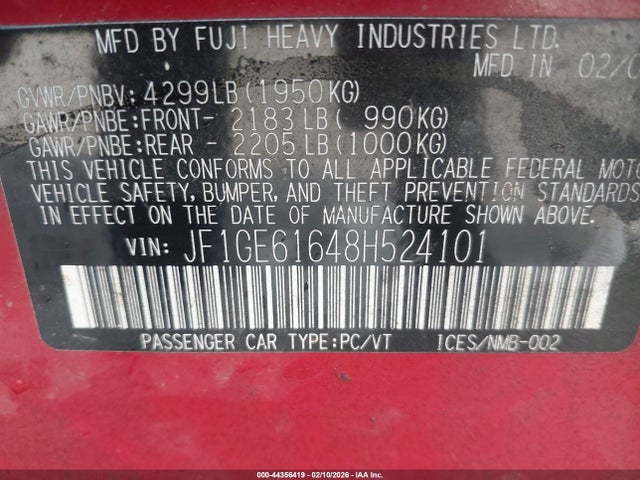 MFD BY FUJI HEAVY INDUSTRIES LTD.
MFD IN 02/0
GVWR/PNBV: 4299LB(1950KG)
GAWR/PNBE:FRONT- 2183LB( 990KG)
GAWR/PNBE:REAR - 2205LB(1000KG)
THIS VEHICLE CONFORMS TO ALL APPLICABLE FEDERAL MOTO
VEHICLE SAFETY, BUMPER, AND THEFT PREVENTION STANDARDS
IN EFFECT ON THE DATE OF MANUFACTURE SHOWN ABOVE.
VIN: JF1GE61648H524101
PASSENGER CAR TYPE:PC/VT ICES/NMB-002
000-44356419 - 02/10/2026 - IAA Inc.